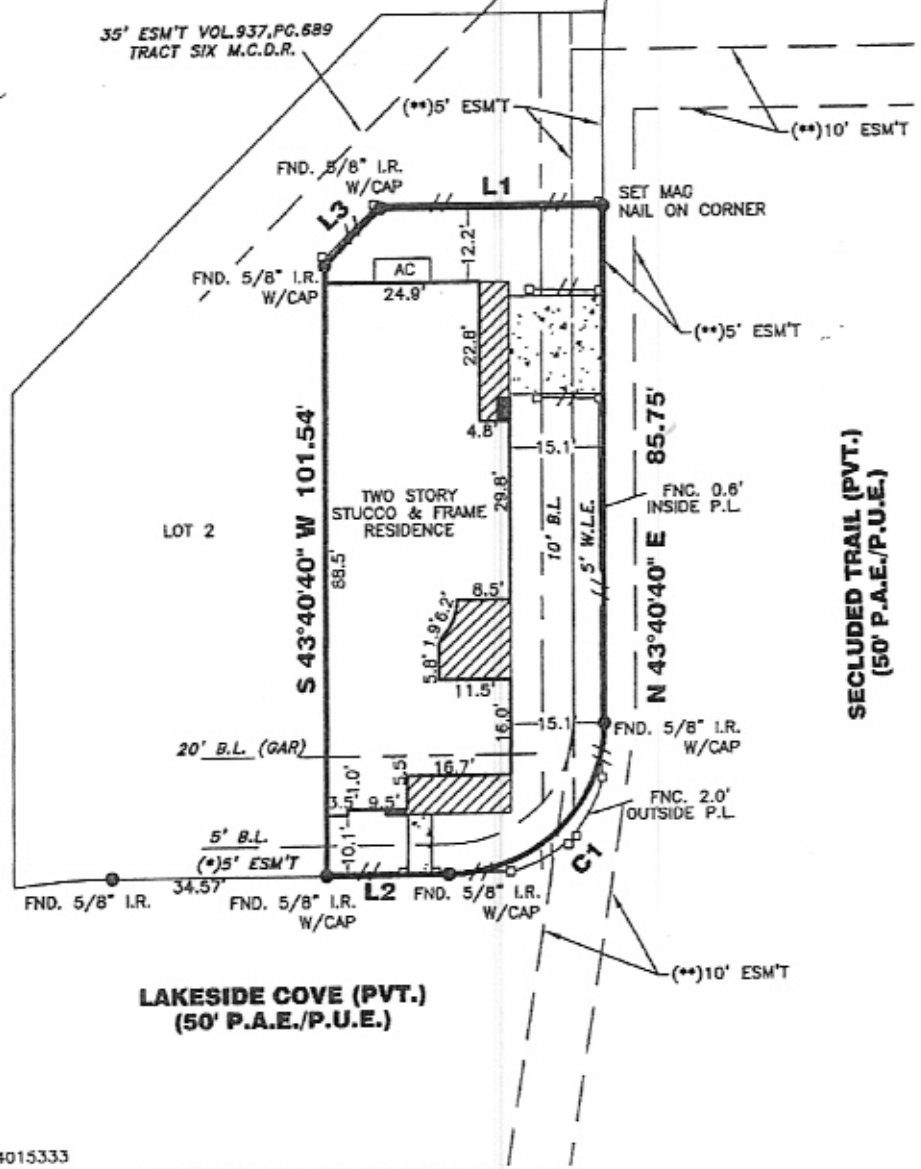 35' ESM'T VOL.937,PG.689
TRACT SIX M.C.D.R.
(**)5' ESM'T
(**)10' ESM'T
FND. 5/8" I.R.
W/CAP
L1
SET MAG
NAIL ON CORNER
L3
12.2'
FND. 5/8" I.R.
W/CAP
AC
24.9'
(**)5' ESM'T
22.8'
4.8'
15.1'
S 43°40'40" W 101.54'
N 43°40'40" E 85.75'
29.8'
TWO STORY
STUCCO & FRAME
RESIDENCE
LOT 2
10' B.L.
5' W.L.E.
FNC. 0.6'
INSIDE P.L.
SECLUDED TRAIL (PVT.)
(50' P.A.E./P.U.E.)
88.5'
8.5'
6.2'
1.9'
5.8'
11.5'
16.0'
15.1
FND. 5/8" I.R.
W/CAP
20' B.L. (GAR)
16.7'
5.5'
1.0'
3.5'
9.5'
FNC. 2.0'
OUTSIDE P.L.
5' B.L.
10.1'
(*)5' ESM'T
C1
34.57'
L2
FND. 5/8" I.R.
FND. 5/8" I.R.
W/CAP
FND. 5/8" I.R.
W/CAP
(**)10' ESM'T
LAKESIDE COVE (PVT.)
(50' P.A.E./P.U.E.)
4015333